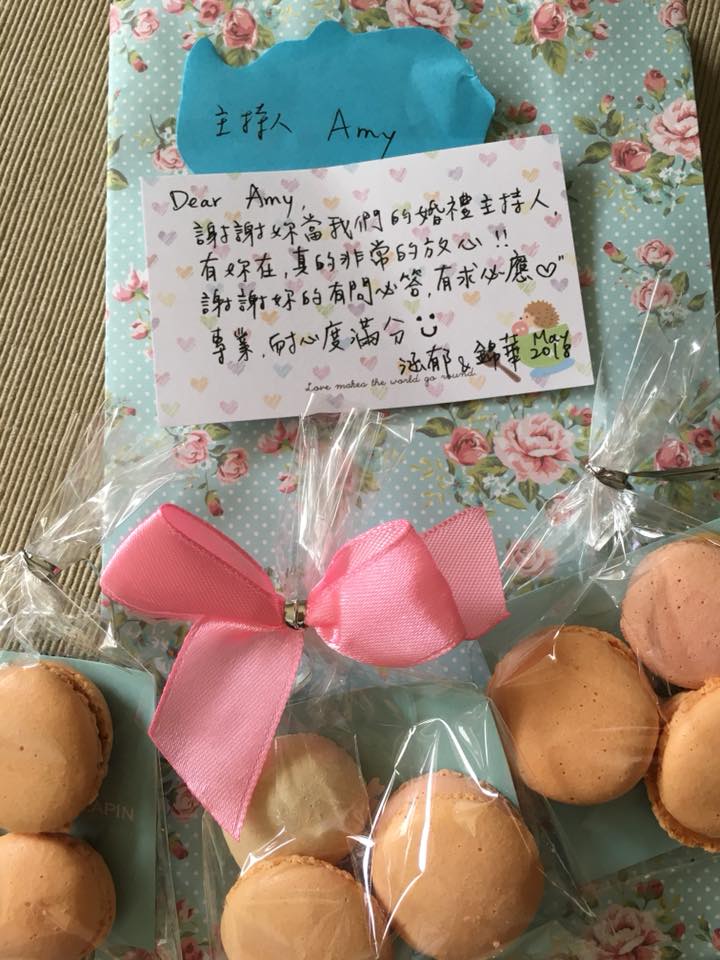 主持人 Amy
Dear Amy,
謝謝妳當我們的婚禮主持人,
有妳在,真的非常的放心!!
謝謝妳的有問必答,有求必應♡"
專業,耐心度滿分
涵郁 & 錦華 May 2018
Love makes the world go round
APIN